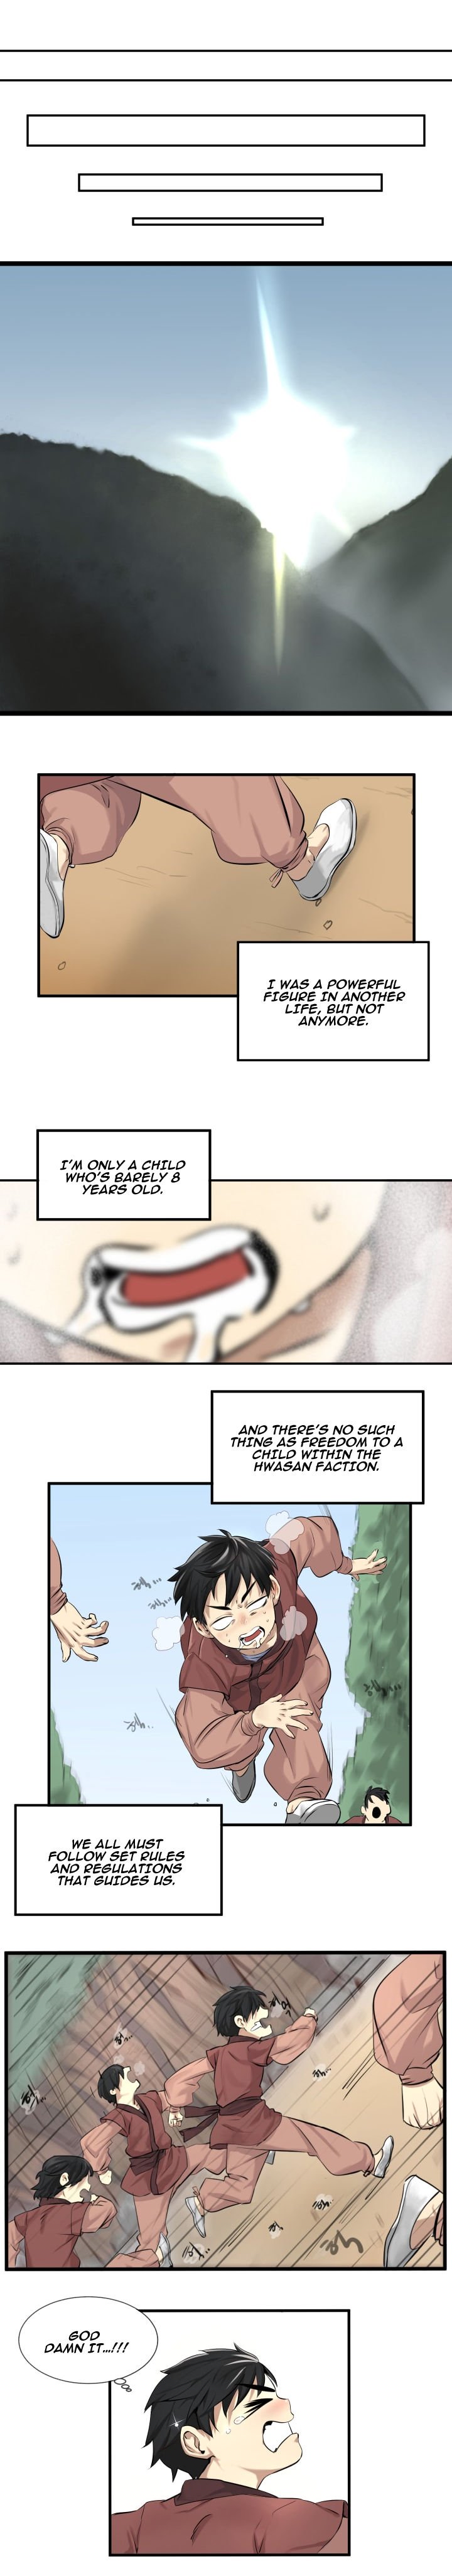 I WAS A POWERFUL
FIGURE IN ANOTHER
LIFE, BUT NOT
ANYMORE.
I'M ONLY A CHILD
WHO'S BARELY 8
YEARS OLD.
AND THERE'S NO SUCH
THING AS FREEDOM TO A
CHILD WITHIN THE
HWASAN FACTION.
WE ALL MUST
FOLLOW SET RULES
AND REGULATIONS
THAT GUIDES US.
GOD
DAMN IT...!!!